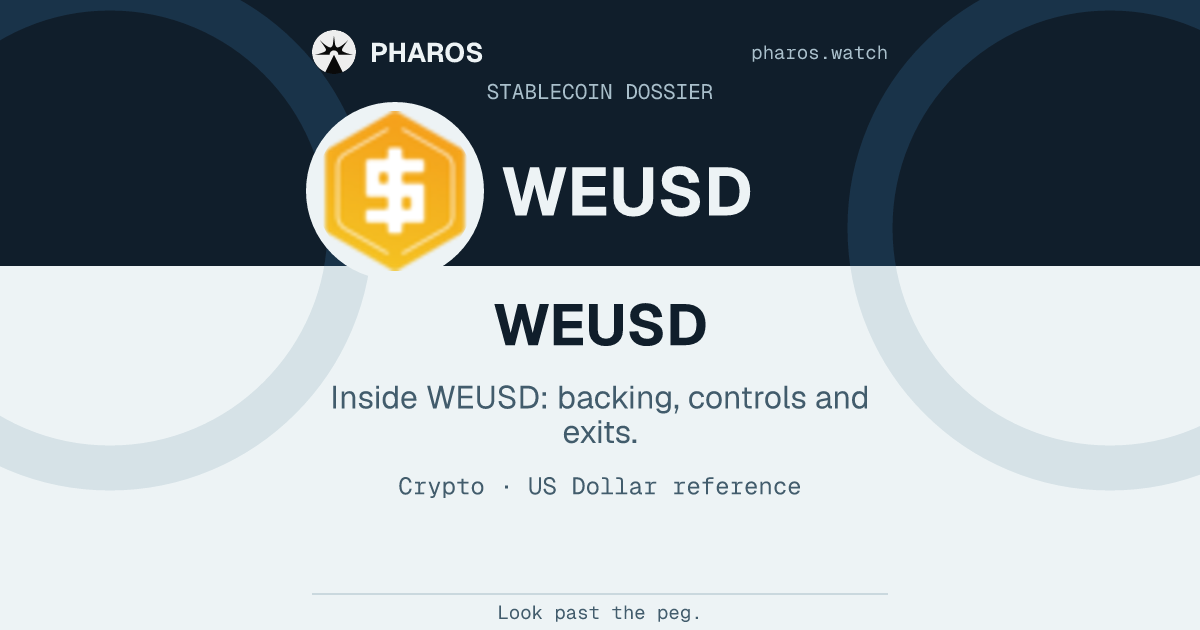 PHAROS
pharos.watch
STABLECOIN DOSSIER
$
WEUSD
WEUSD
Inside WEUSD: backing, controls and
exits.
Crypto · US Dollar reference
Look past the peg.